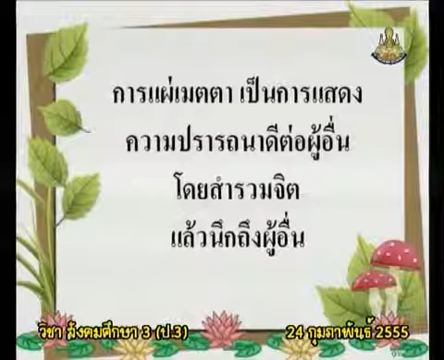 การแผ่เมตตา เป็นการแสดง
ความปรารถนาดีต่อผู้อื่น
โดยสำรวมจิต
แล้วนึกถึงผู้อื่น
วิชา สังคมศึกษา 3 (ป.3)
24 กุมภาพันธ์ 2555